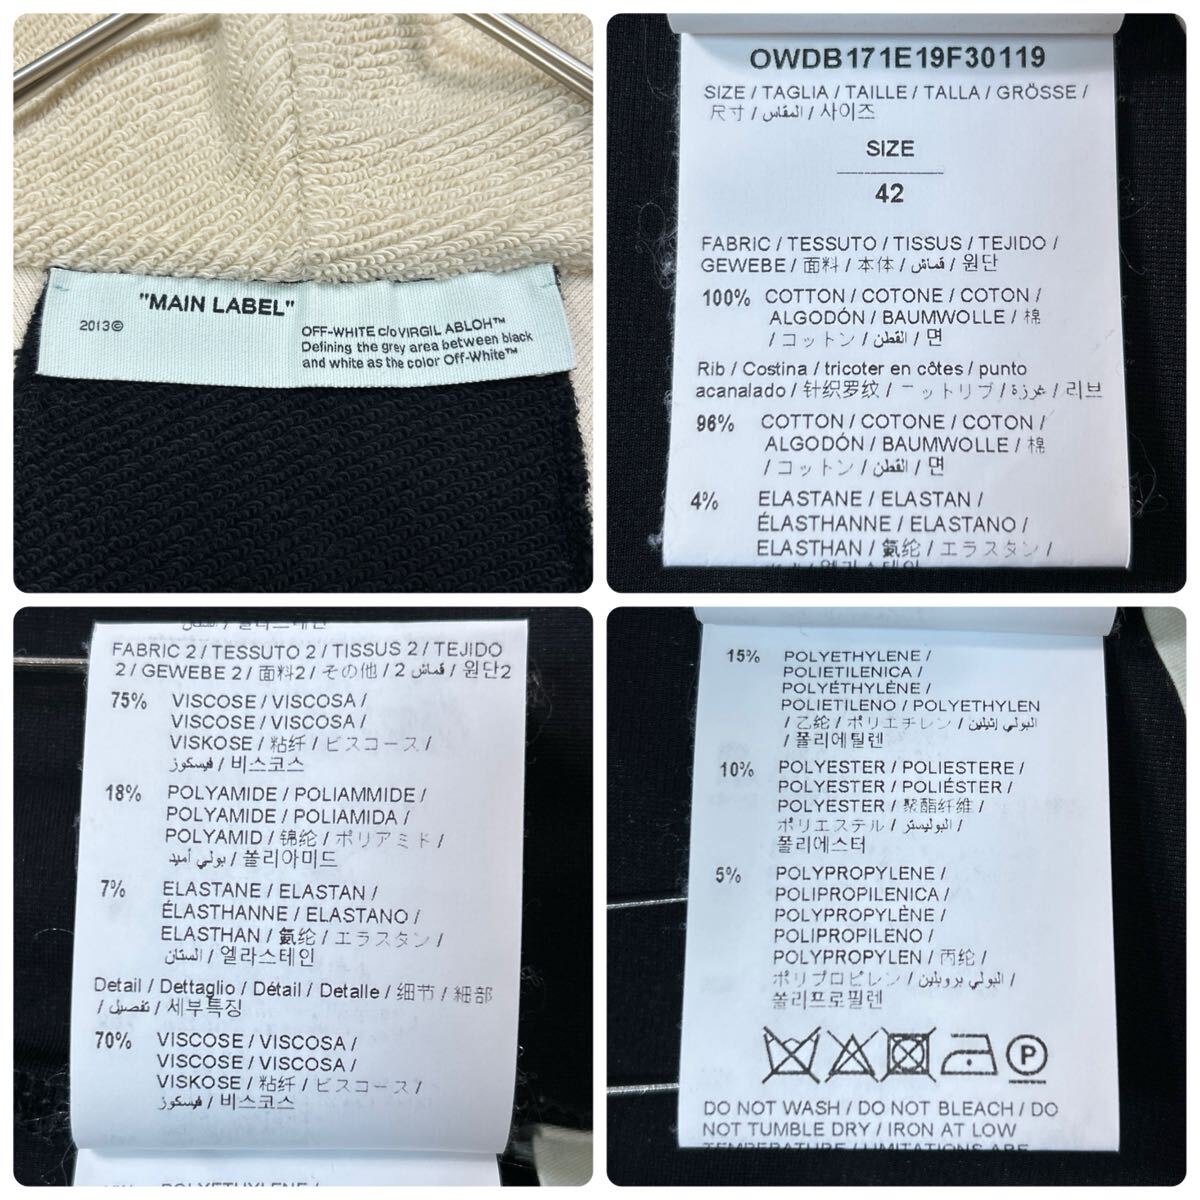 "MAIN LABEL"
2013©
OFF-WHITE c/o VIRGIL ABLOH™
Defining the grey area between black
and white as the color Off-White™
OWDB171E19F30119
SIZE / TAGLIA / TAILLE / TALLA / GRÖSSE /
尺寸 / المقاس / 사이즈
SIZE
42
FABRIC / TESSUTO / TISSUS / TEJIDO /
GEWEBE / 面料 / 本体 / قماش / 원단
100% COTTON / COTONE / COTON /
ALGODÓN / BAUMWOLLE / 棉
/ コットン / القطن / 면
Rib / Costina / tricoter en côtes / punto
acanalado / 针织罗纹 / ニットリブ / غرزة / 리브
96% COTTON / COTONE / COTON /
ALGODÓN / BAUMWOLLE / 棉
/ コットン / القطن / 면
4% ELASTANE / ELASTAN /
ÉLASTHANNE / ELASTANO /
ELASTHAN / 氨纶 / エラスタン /
FABRIC 2 / TESSUTO 2 / TISSUS 2 / TEJIDO
2 / GEWEBE 2 / 面料2 / その他 / قماش 2 / 원단2
75% VISCOSE / VISCOSA /
VISCOSE / VISCOSA /
VISKOSE / 粘纤 / ビスコース /
فيسكوز / 비스코스
18% POLYAMIDE / POLIAMMIDE /
POLYAMIDE / POLIAMIDA /
POLYAMID / 锦纶 / ポリアミド /
بولي أميد / 폴리아미드
7% ELASTANE / ELASTAN /
ÉLASTHANNE / ELASTANO /
ELASTHAN / 氨纶 / エラスタン /
الستان / 엘라스테인
Detail / Dettaglio / Détail / Detalle / 细节 / 細部
/ تفصيل / 세부특징
70% VISCOSE / VISCOSA /
VISCOSE / VISCOSA /
VISKOSE / 粘纤 / ビスコース /
فيسكوز / 비스코스
15% POLYETHYLENE /
POLIETILENICA /
POLYÉTHYLÈNE /
POLIETILENO / POLYETHYLEN
/ 乙纶 / ポリエチレン / البولي إيثيلين
/ 폴리에틸렌
10% POLYESTER / POLIESTERE /
POLYESTER / POLIÉSTER /
POLYESTER / 聚酯纤维 /
ポリエステル / البوليستر /
폴리에스터
5% POLYPROPYLENE /
POLIPROPILENICA /
POLYPROPYLÈNE /
POLIPROPILENO /
POLYPROPYLEN / 丙纶 /
ポリプロピレン / البولي بروبلين /
폴리프로필렌
P
DO NOT WASH / DO NOT BLEACH / DO
NOT TUMBLE DRY / IRON AT LOW
TEMPERATURE / LIMITATIONS ARE